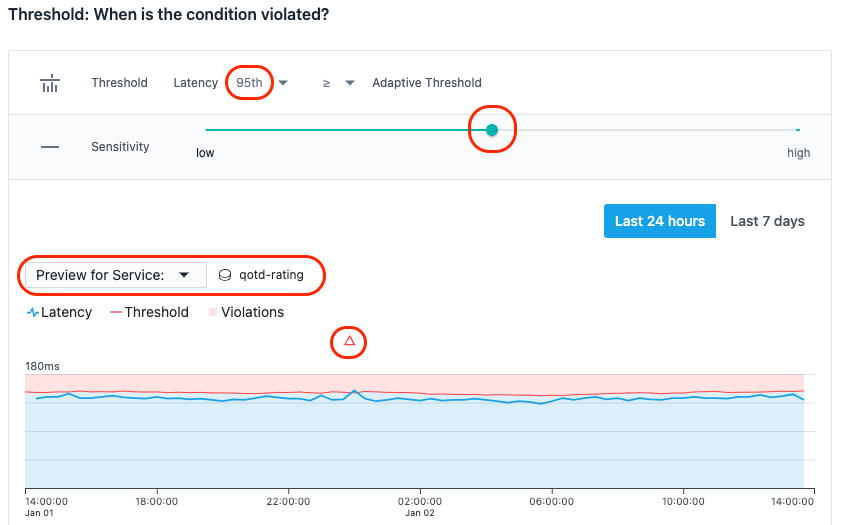 Threshold: When is the condition violated?
Threshold Latency 95th ≥ Adaptive Threshold
Sensitivity
low high
Last 24 hours Last 7 days
Preview for Service: qotd-rating
Latency Threshold Violations
180ms
14:00:00 18:00:00 22:00:00 02:00:00 06:00:00 10:00:00 14:00:00
Jan 01 Jan 02